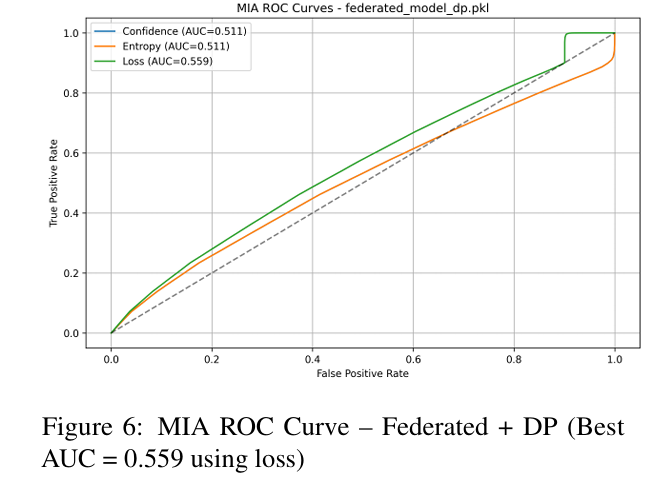 MIA ROC Curves - federated_model_dp.pkl
Confidence (AUC=0.511)
Entropy (AUC=0.511)
Loss (AUC=0.559)
True Positive Rate
1.0
0.8
0.6
0.4
0.2
0.0
0.0 0.2 0.4 0.6 0.8 1.0
False Positive Rate
Figure 6: MIA ROC Curve – Federated + DP (Best
AUC = 0.559 using loss)